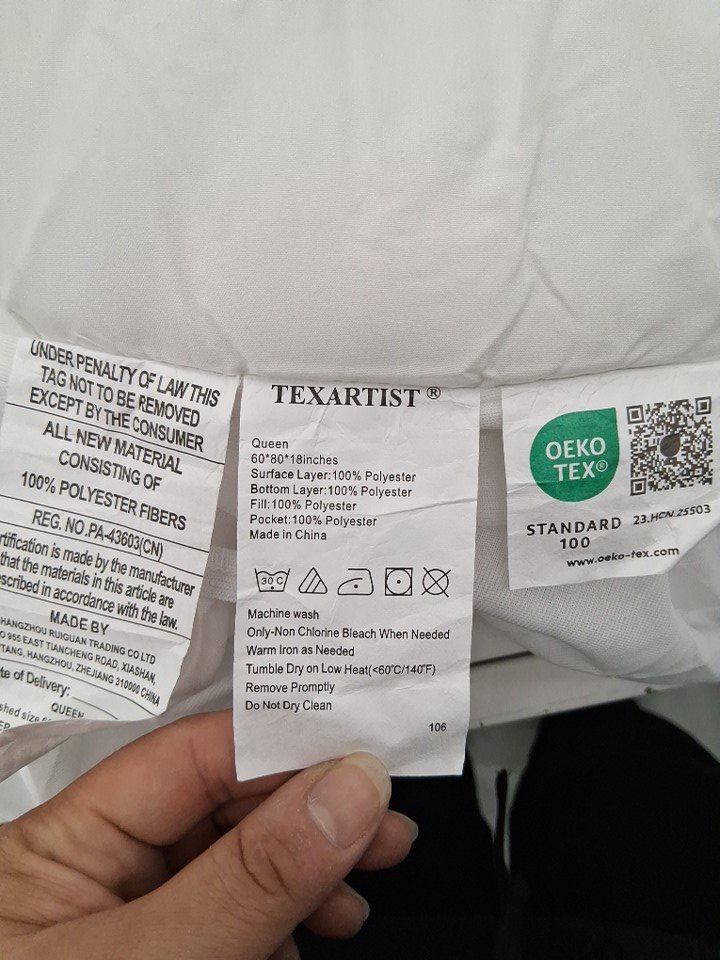 UNDER PENALTY OF LAW THIS
TAG NOT TO BE REMOVED
EXCEPT BY THE CONSUMER
ALL NEW MATERIAL
CONSISTING OF
100% POLYESTER FIBERS
REG. NO.PA-43603(CN)
rtification is made by the manufacturer
that the materials in this article are
escribed in accordance with the law.
MADE BY
HANGZHOU RUIGUAN TRADING CO LTD
O 955 EAST TIANCHENG ROAD, XIASHAN,
TANG, HANGZHOU, ZHEJIANG 310000 CHINA
te of Delivery:
QUEEN
shed size
TEXARTIST ®
Queen
60*80*18inches
Surface Layer:100% Polyester
Bottom Layer:100% Polyester
Fill:100% Polyester
Pocket:100% Polyester
Made in China
30°C
Machine wash
Only-Non Chlorine Bleach When Needed
Warm Iron as Needed
Tumble Dry on Low Heat(<60°C/140°F)
Remove Promptly
Do Not Dry Clean
106
OEKO
TEX®
STANDARD 23.HCN.25503
100
www.oeko-tex.com